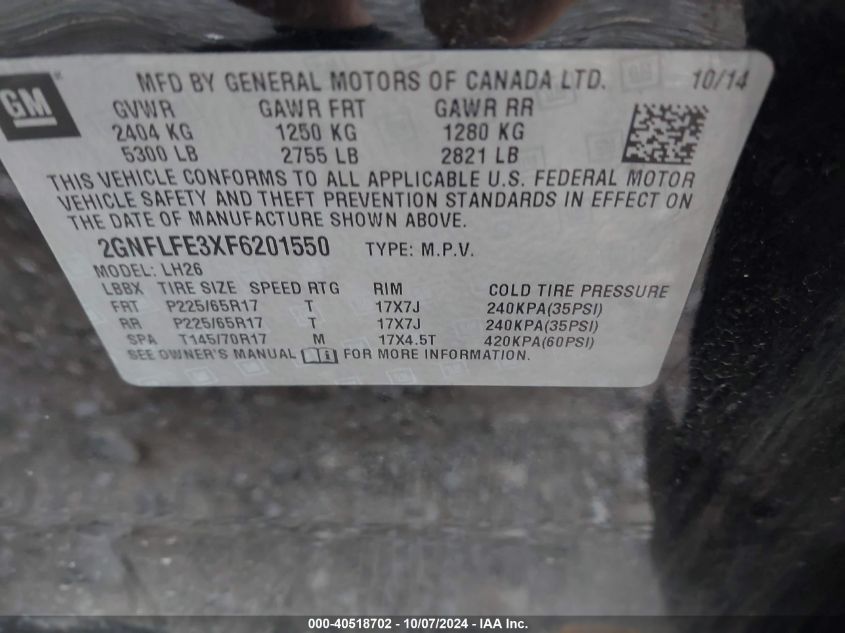 MFD BY GENERAL MOTORS OF CANADA LTD. 10/14
GM
GVWR GAWR FRT GAWR RR
2404 KG 1250 KG 1280 KG
5300 LB 2755 LB 2821 LB
THIS VEHICLE CONFORMS TO ALL APPLICABLE U.S. FEDERAL MOTOR
VEHICLE SAFETY AND THEFT PREVENTION STANDARDS IN EFFECT ON
THE DATE OF MANUFACTURE SHOWN ABOVE.
2GNFLFE3XF6201550 TYPE: M.P.V.
MODEL: LH26
LBBX TIRE SIZE SPEED RTG RIM COLD TIRE PRESSURE
FRT P225/65R17 T 17X7J 240KPA(35PSI)
RR P225/65R17 T 17X7J 240KPA(35PSI)
SPA T145/70R17 M 17X4.5T 420KPA(60PSI)
SEE OWNER'S MANUAL FOR MORE INFORMATION.
000-40518702 - 10/07/2024 - IAA Inc.